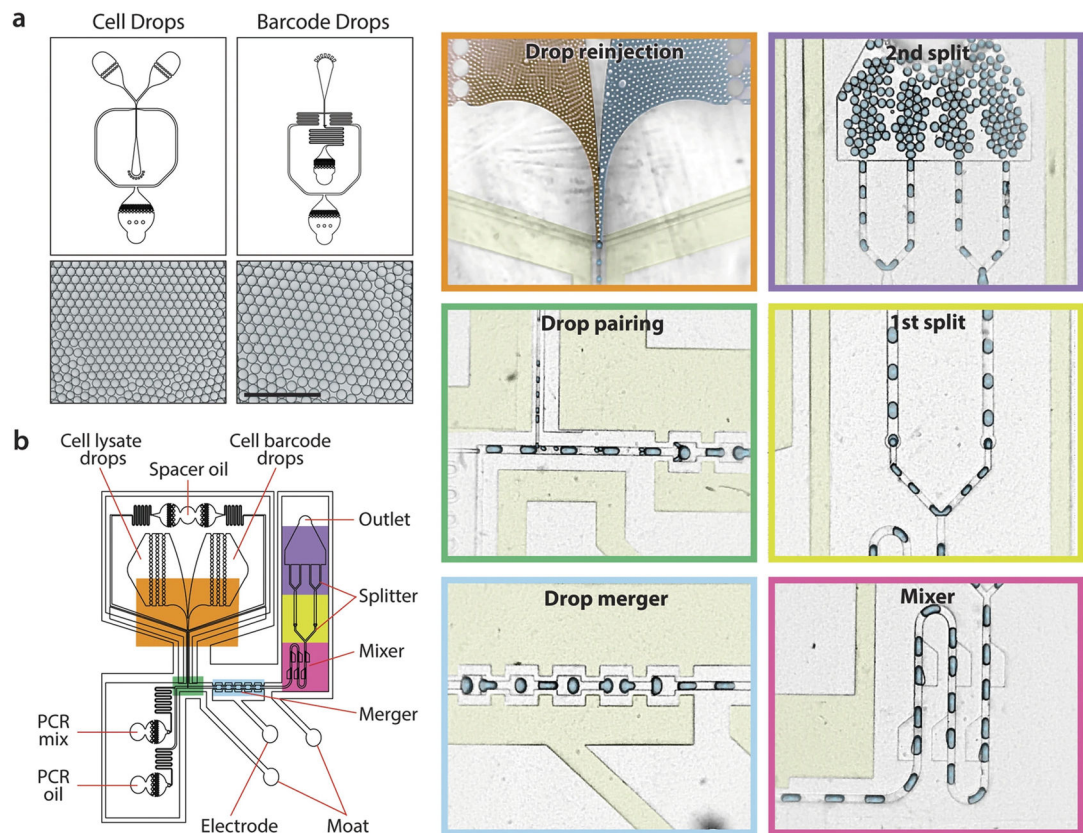 a
Cell Drops
Barcode Drops
Drop reinjection
2nd split
Drop pairing
1st split
b
Cell lysate
drops
Spacer oil
Cell barcode
drops
Outlet
Splitter
Mixer
Merger
PCR
mix
PCR
oil
Electrode
Moat
Drop merger
Mixer